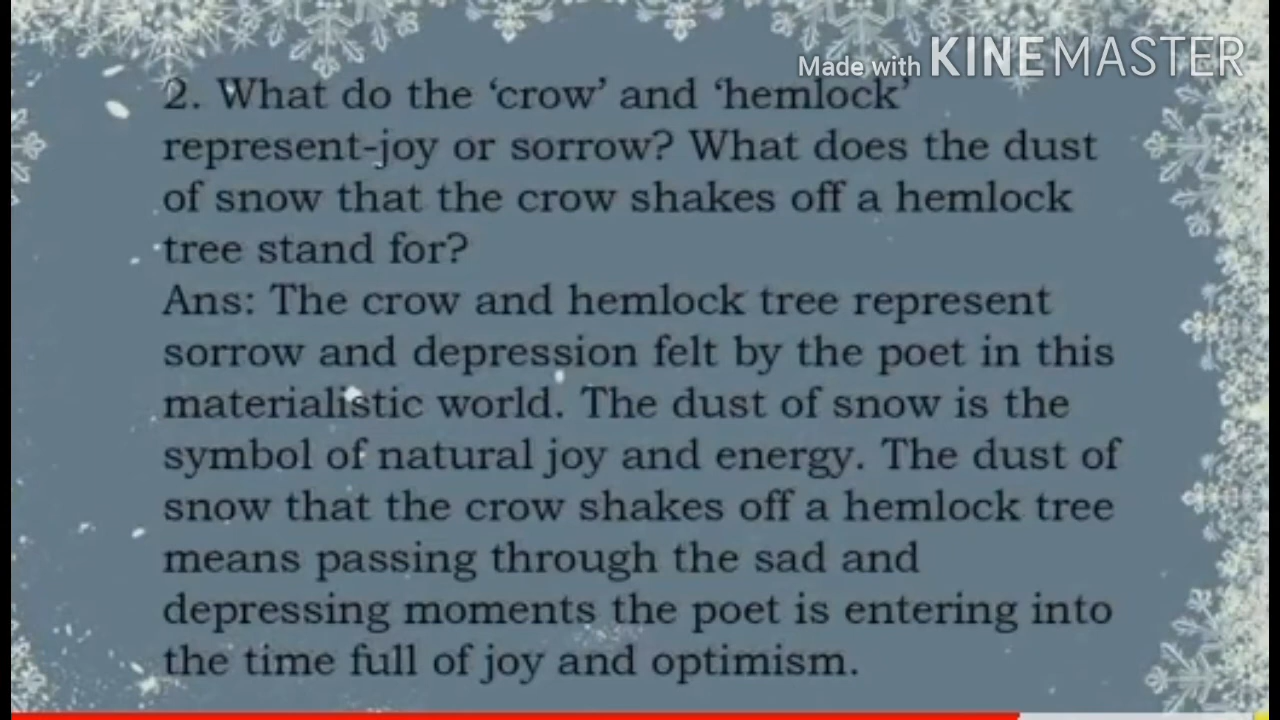 Made with KINEMASTER
2. What do the ‘crow’ and ‘hemlock’
represent-joy or sorrow? What does the dust
of snow that the crow shakes off a hemlock
tree stand for?
Ans: The crow and hemlock tree represent
sorrow and depression felt by the poet in this
materialistic world. The dust of snow is the
symbol of natural joy and energy. The dust of
snow that the crow shakes off a hemlock tree
means passing through the sad and
depressing moments the poet is entering into
the time full of joy and optimism.